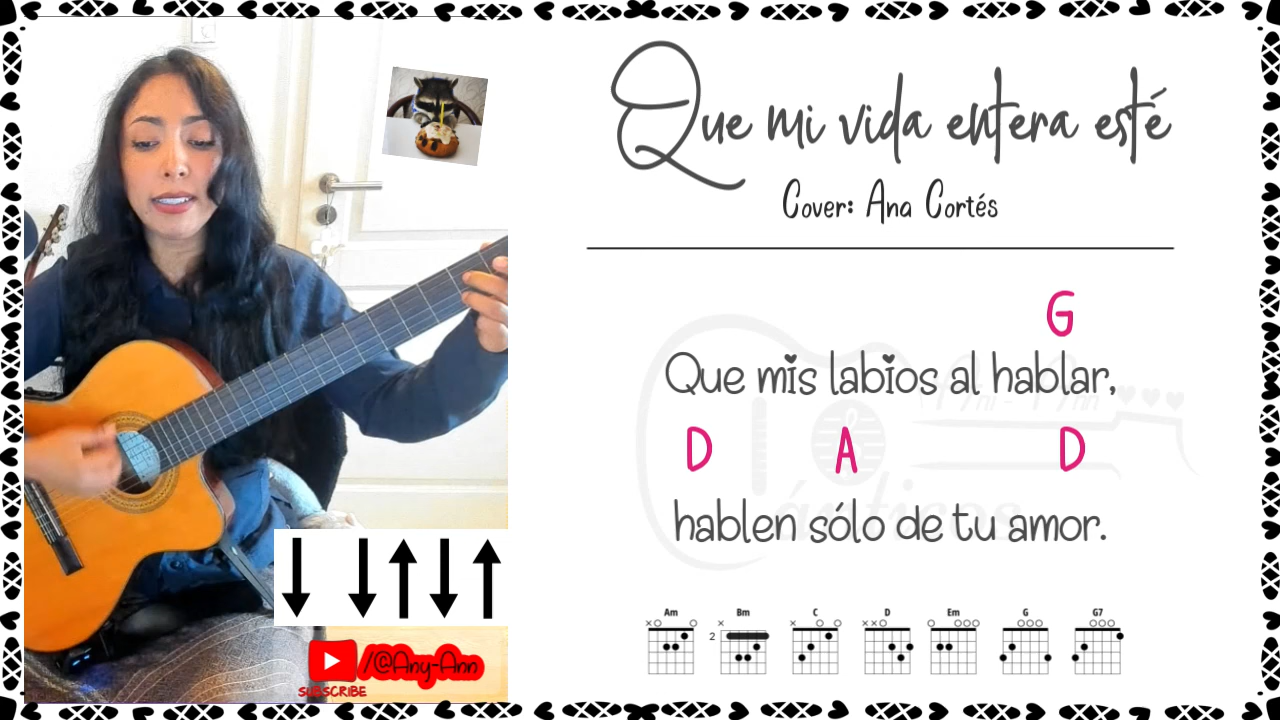 Que mi vida entera esté
Cover: Ana Cortés
G
Que mis labios al hablar,
D A D
hablen sólo de tu amor.
Am Bm C D Em G G7
2
/@Any-Ann
SUBSCRIBE